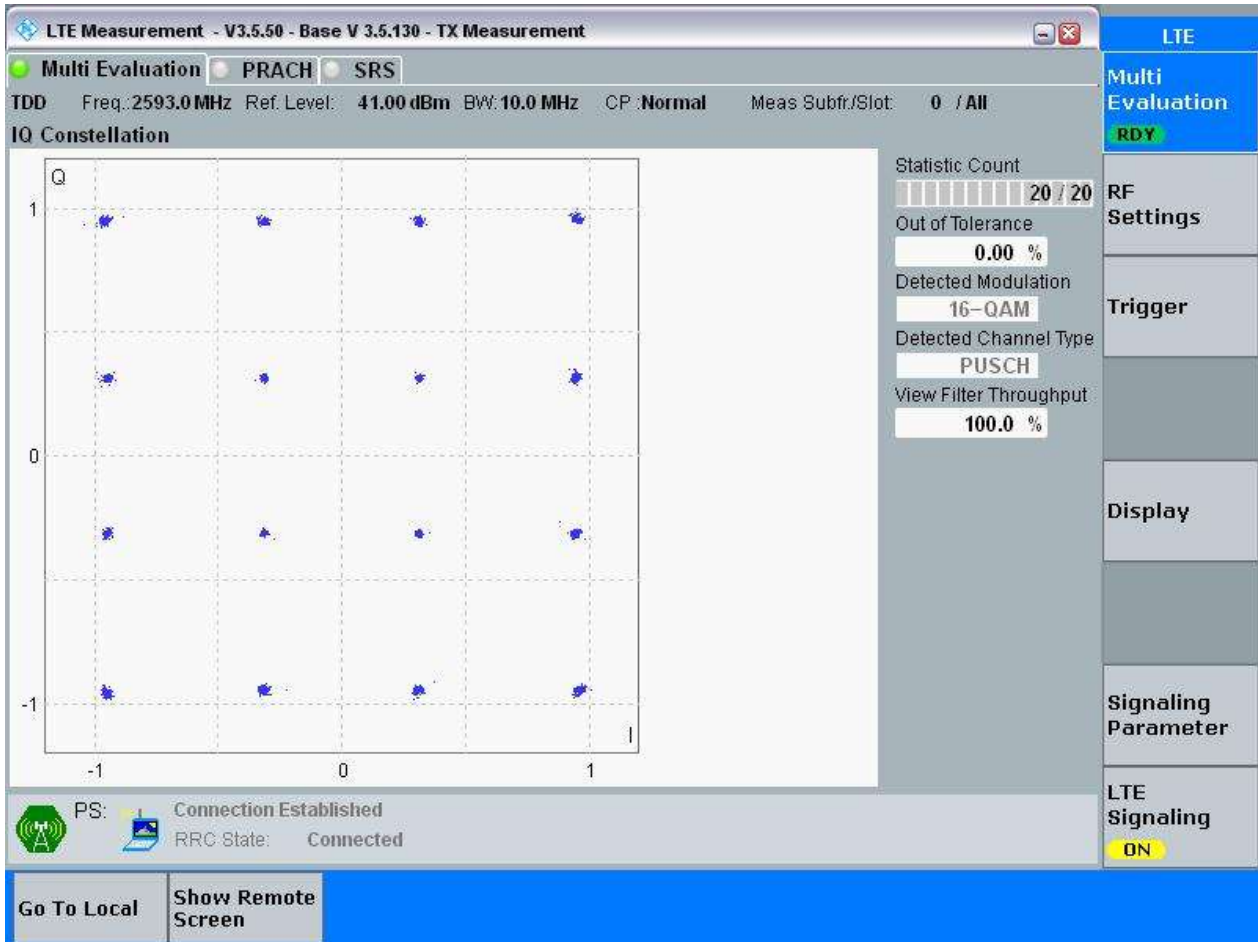 LTE Measurement - V3.5.50 - Base V 3.5.130 - TX Measurement
LTE
Multi Evaluation PRACH SRS
Multi
Evaluation
RDY
TDD Freq.:2593.0 MHz Ref. Level: 41.00 dBm BW:10.0 MHz CP :Normal Meas Subfr./Slot: 0 / All
IQ Constellation
Q
1
0
-1
I
-1 0 1
Statistic Count
20 / 20
Out of Tolerance
0.00 %
Detected Modulation
16-QAM
Detected Channel Type
PUSCH
View Filter Throughput
100.0 %
RF
Settings
Trigger
Display
Signaling
Parameter
LTE
Signaling
ON
PS: Connection Established
RRC State: Connected
Go To Local
Show Remote
Screen